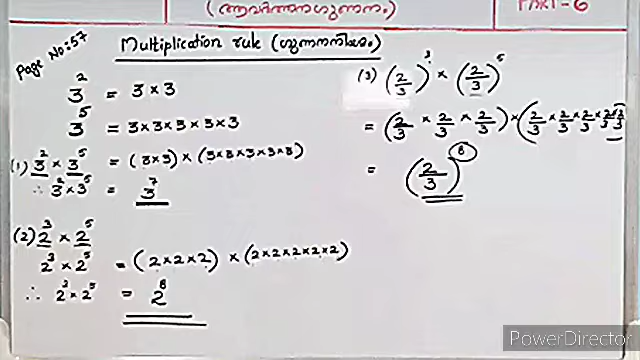 (ആവർത്തനഗുണനം)
PART-6
Page No:57
Multiplication rule (ഗുണനനിയമം)
3² = 3×3
3⁵ = 3×3×3×3×3
(1) 3² × 3⁵ = (3×3) × (3×3×3×3×3)
∴ 3² × 3⁵ = 3⁷
(2) 2³ × 2⁵
2³ × 2⁵ = (2×2×2) × (2×2×2×2×2)
∴ 2³ × 2⁵ = 2⁸
(3) (2/3)³ × (2/3)⁵
= (2/3 × 2/3 × 2/3) × (2/3 × 2/3 × 2/3 × 2/3 × 2/3)
= (2/3)⁸
PowerDirector